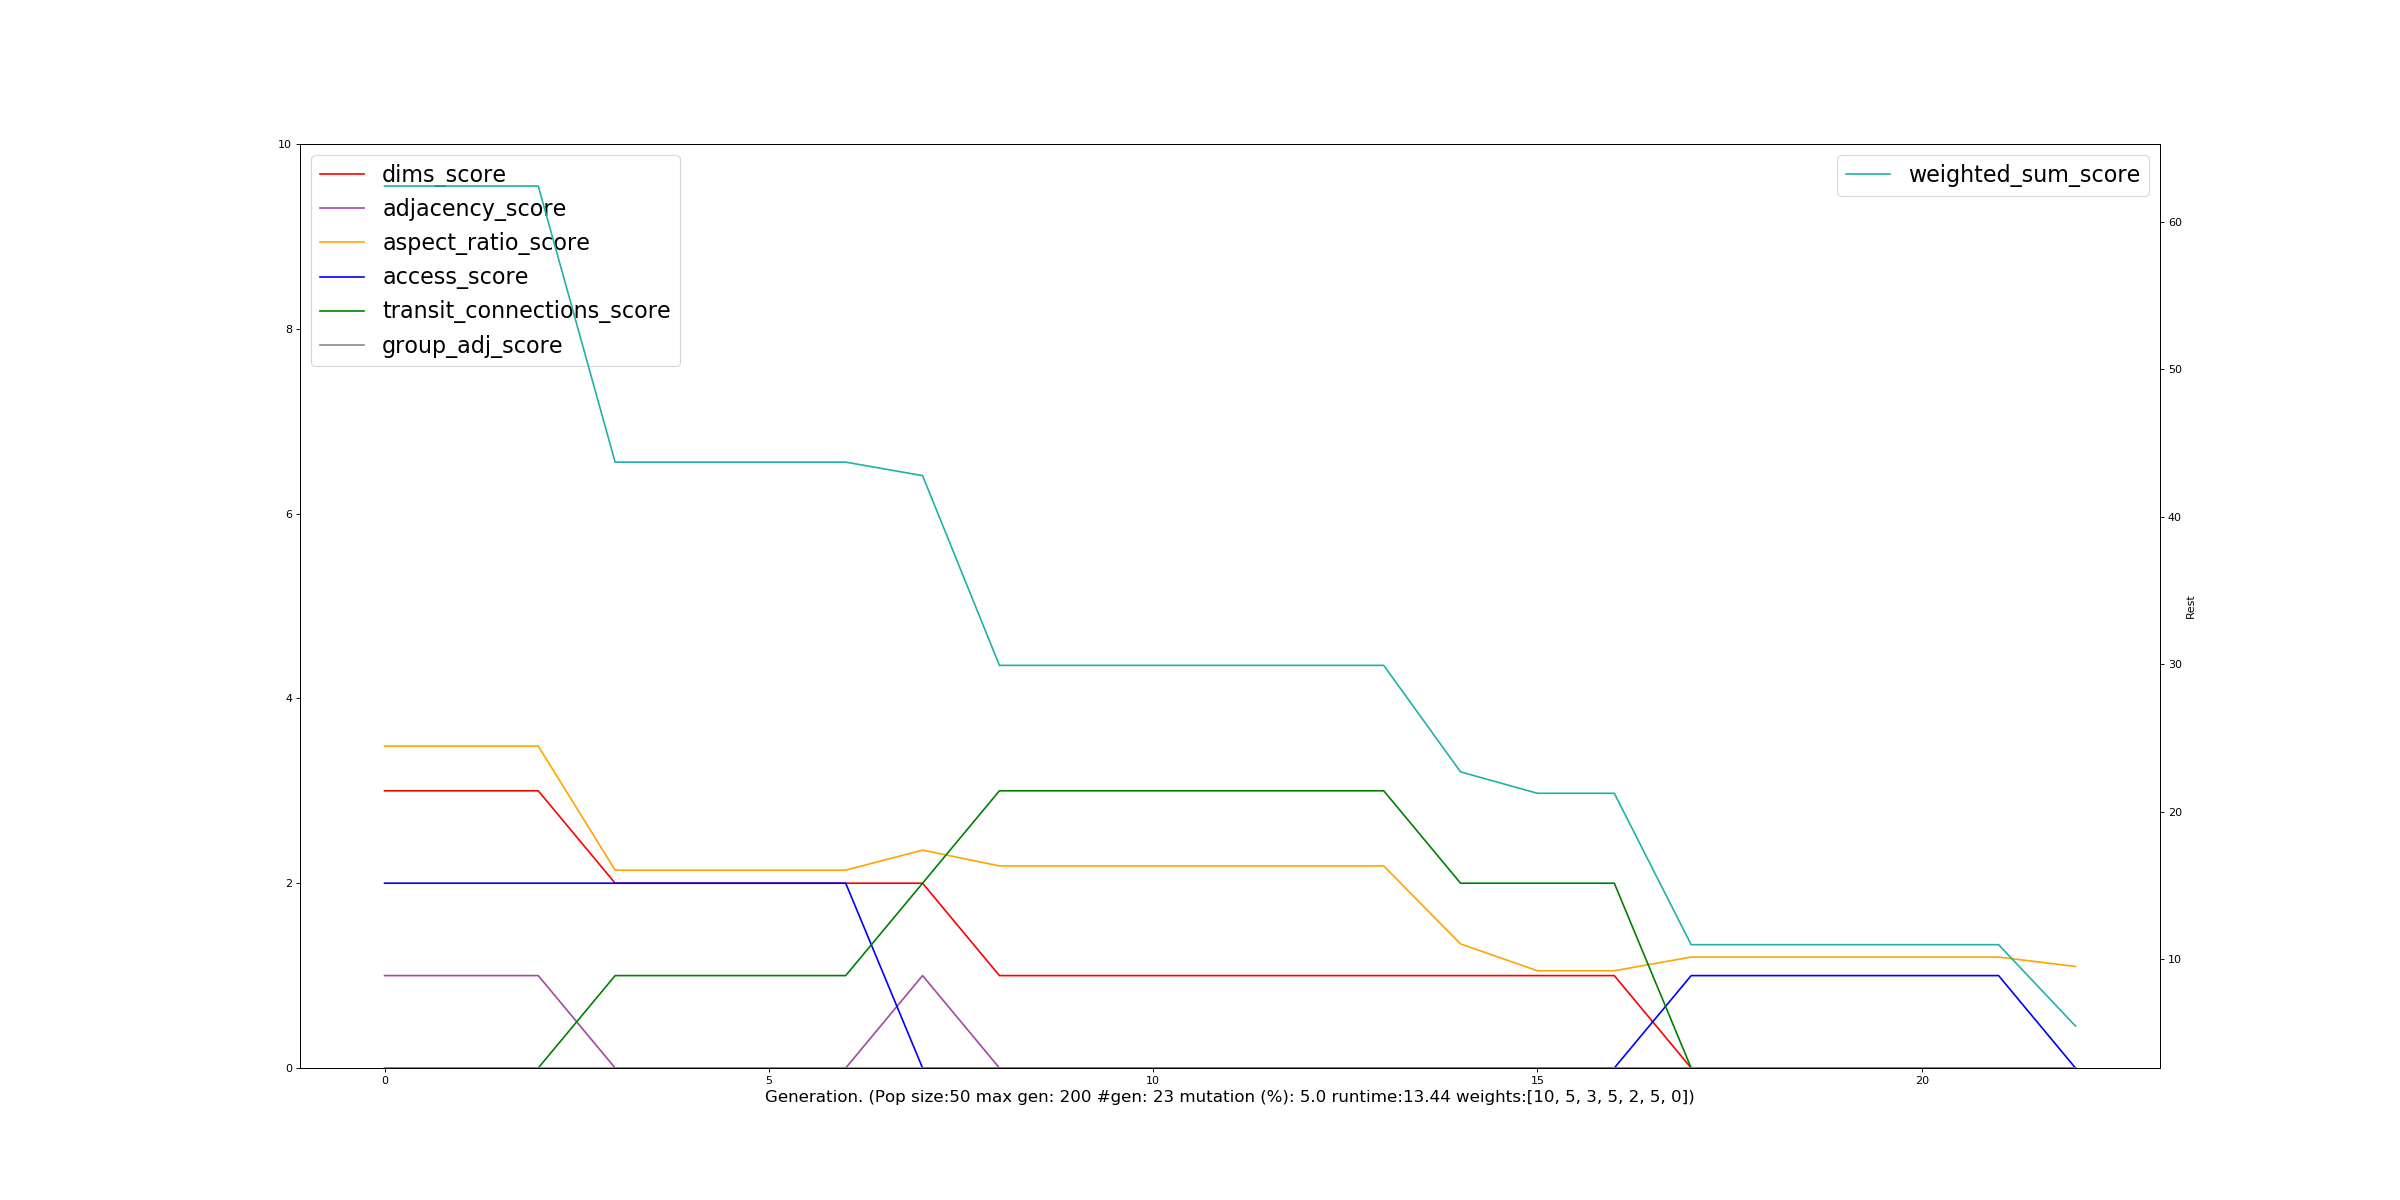 dims_score
adjacency_score
aspect_ratio_score
access_score
transit_connections_score
group_adj_score
weighted_sum_score
10
8
6
4
2
0
60
50
40
30
20
10
Rest
0 5 10 15 20
Generation. (Pop size:50 max gen: 200 #gen: 23 mutation (%): 5.0 runtime:13.44 weights:[10, 5, 3, 5, 2, 5, 0])